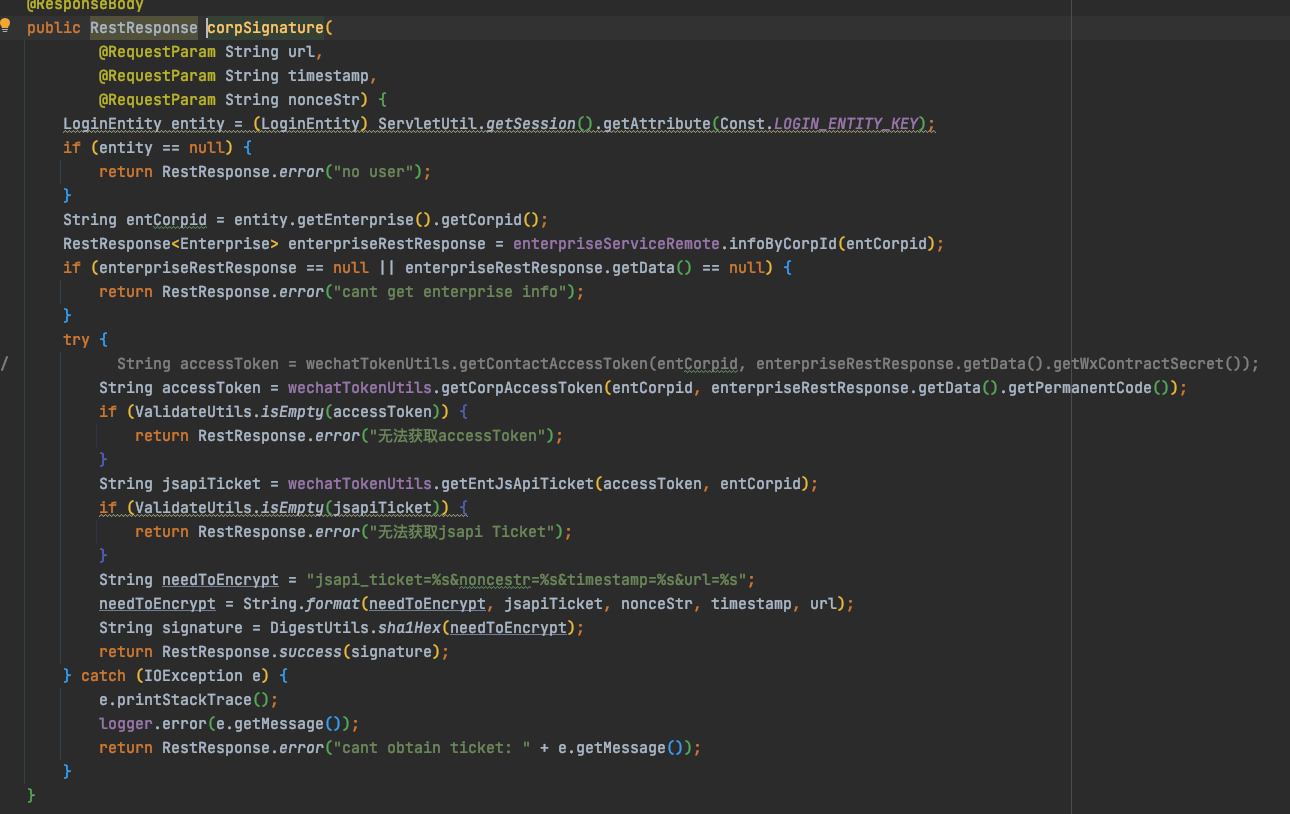 @ResponseBody
public RestResponse corpSignature(
@RequestParam String url,
@RequestParam String timestamp,
@RequestParam String nonceStr) {
LoginEntity entity = (LoginEntity) ServletUtil.getSession().getAttribute(Const.LOGIN_ENTITY_KEY);
if (entity == null) {
return RestResponse.error("no user");
}
String entCorpid = entity.getEnterprise().getCorpid();
RestResponse<Enterprise> enterpriseRestResponse = enterpriseServiceRemote.infoByCorpId(entCorpid);
if (enterpriseRestResponse == null || enterpriseRestResponse.getData() == null) {
return RestResponse.error("cant get enterprise info");
}
try {
/ String accessToken = wechatTokenUtils.getContactAccessToken(entCorpid, enterpriseRestResponse.getData().getWxContractSecret());
String accessToken = wechatTokenUtils.getCorpAccessToken(entCorpid, enterpriseRestResponse.getData().getPermanentCode());
if (ValidateUtils.isEmpty(accessToken)) {
return RestResponse.error("无法获取accessToken");
}
String jsapiTicket = wechatTokenUtils.getEntJsApiTicket(accessToken, entCorpid);
if (ValidateUtils.isEmpty(jsapiTicket)) {
return RestResponse.error("无法获取jsapi Ticket");
}
String needToEncrypt = "jsapi_ticket=%s&noncestr=%s&timestamp=%s&url=%s";
needToEncrypt = String.format(needToEncrypt, jsapiTicket, nonceStr, timestamp, url);
String signature = DigestUtils.sha1Hex(needToEncrypt);
return RestResponse.success(signature);
} catch (IOException e) {
e.printStackTrace();
logger.error(e.getMessage());
return RestResponse.error("cant obtain ticket: " + e.getMessage());
}
}